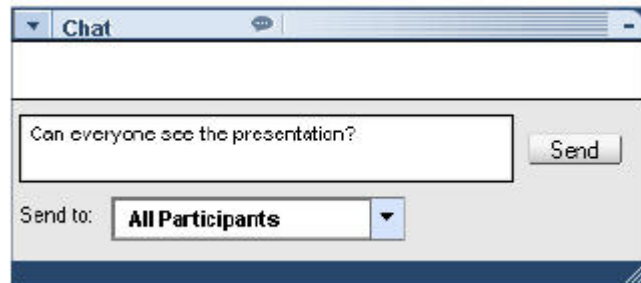 Chat
Can everyone see the presentation?
Send
Send to: All Participants